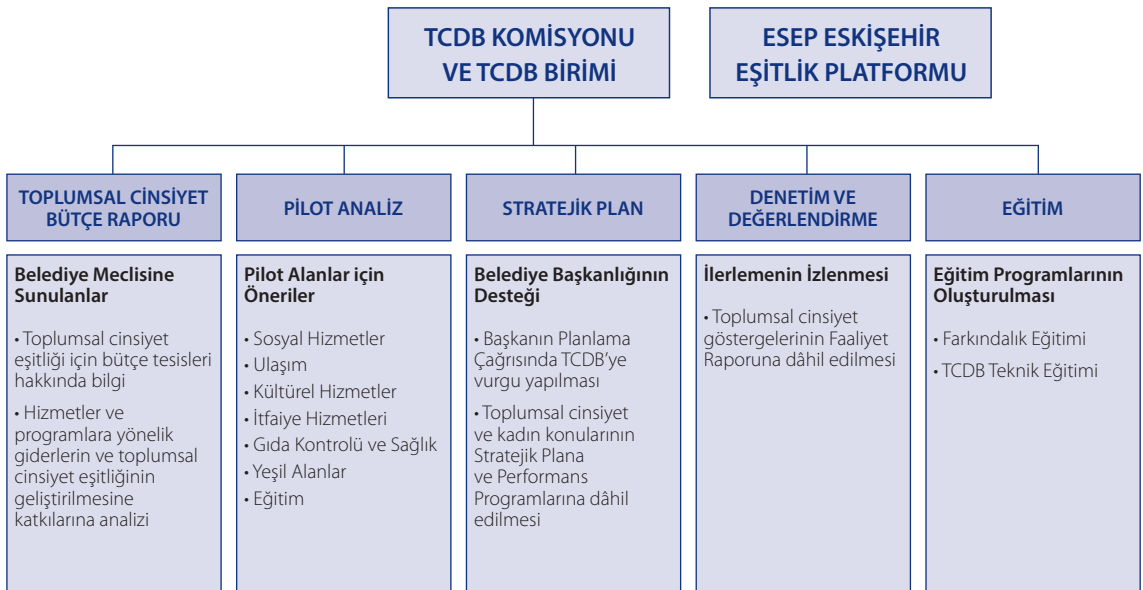 TCDB KOMİSYONU
VE TCDB BİRİMİ
ESEP ESKİŞEHİR
EŞİTLİK PLATFORMU
TOPLUMSAL CİNSİYET
BÜTÇE RAPORU
PİLOT ANALİZ
STRATEJİK PLAN
DENETİM VE
DEĞERLENDİRME
EĞİTİM
Belediye Meclisine
Sunulanlar
• Toplumsal cinsiyet
eşitliği için bütçe tesisleri
hakkında bilgi
• Hizmetler ve
programlara yönelik
giderlerin ve toplumsal
cinsiyet eşitliğinin
geliştirilmesine
katkılarına analizi
Pilot Alanlar için
Öneriler
• Sosyal Hizmetler
• Ulaşım
• Kültürel Hizmetler
• İtfaiye Hizmetleri
• Gıda Kontrolü ve Sağlık
• Yeşil Alanlar
• Eğitim
Belediye Başkanlığının
Desteği
• Başkanın Planlama
Çağrısında TCDB'ye
vurgu yapılması
• Toplumsal cinsiyet
ve kadın konularının
Stratejik Plana
ve Performans
Programlarına dâhil
edilmesi
İlerlemenin İzlenmesi
• Toplumsal cinsiyet
göstergelerinin Faaliyet
Raporuna dâhil edilmesi
Eğitim Programlarının
Oluşturulması
• Farkındalık Eğitimi
• TCDB Teknik Eğitimi